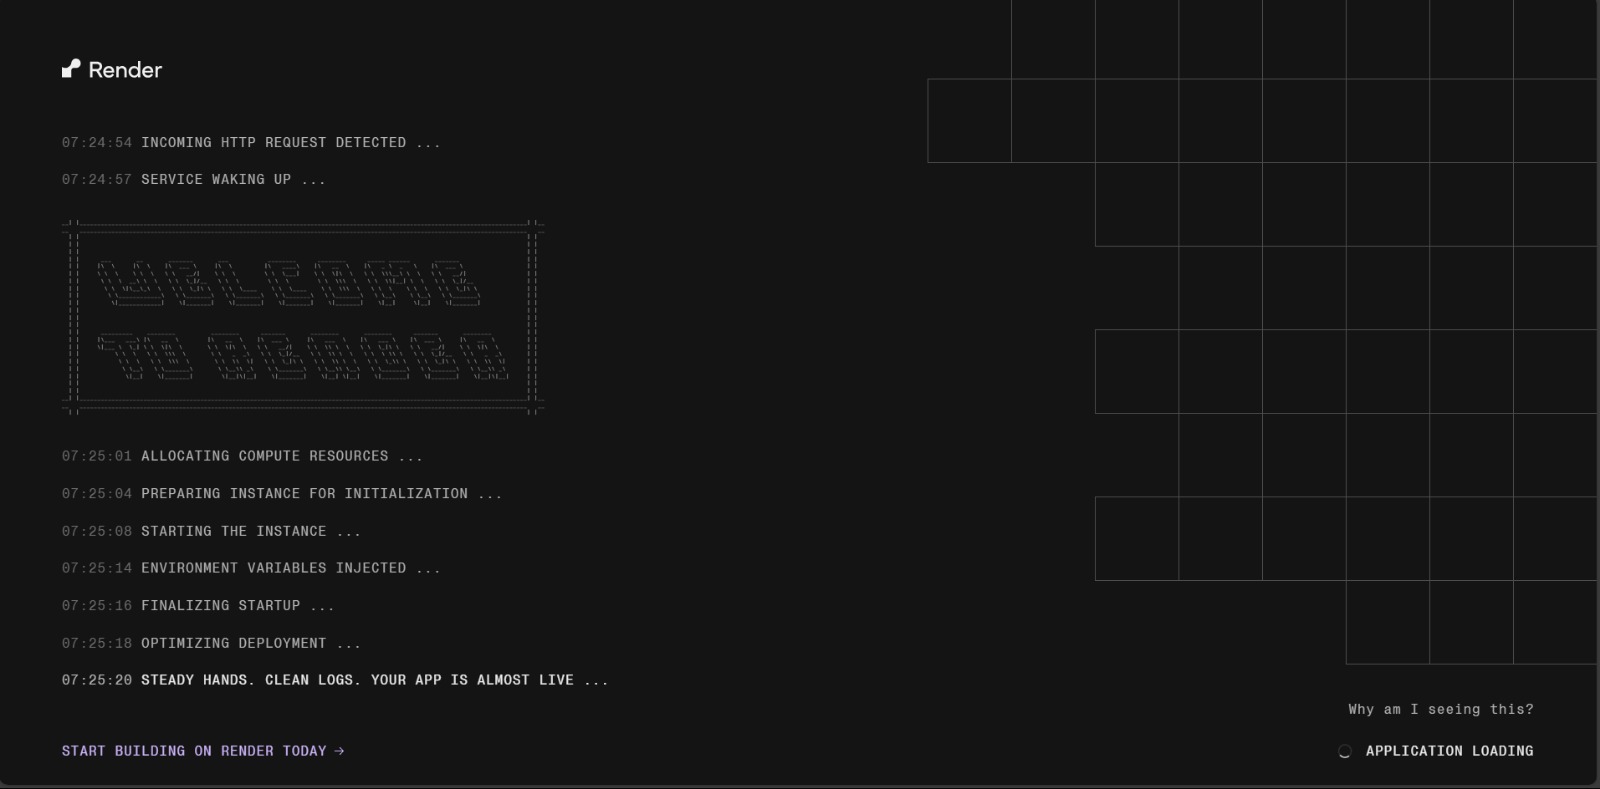 Render
07:24:54 INCOMING HTTP REQUEST DETECTED ...
07:24:57 SERVICE WAKING UP ...
WELCOME
TO RENDER
07:25:01 ALLOCATING COMPUTE RESOURCES ...
07:25:04 PREPARING INSTANCE FOR INITIALIZATION ...
07:25:08 STARTING THE INSTANCE ...
07:25:14 ENVIRONMENT VARIABLES INJECTED ...
07:25:16 FINALIZING STARTUP ...
07:25:18 OPTIMIZING DEPLOYMENT ...
07:25:20 STEADY HANDS. CLEAN LOGS. YOUR APP IS ALMOST LIVE ...
Why am I seeing this?
START BUILDING ON RENDER TODAY →
APPLICATION LOADING